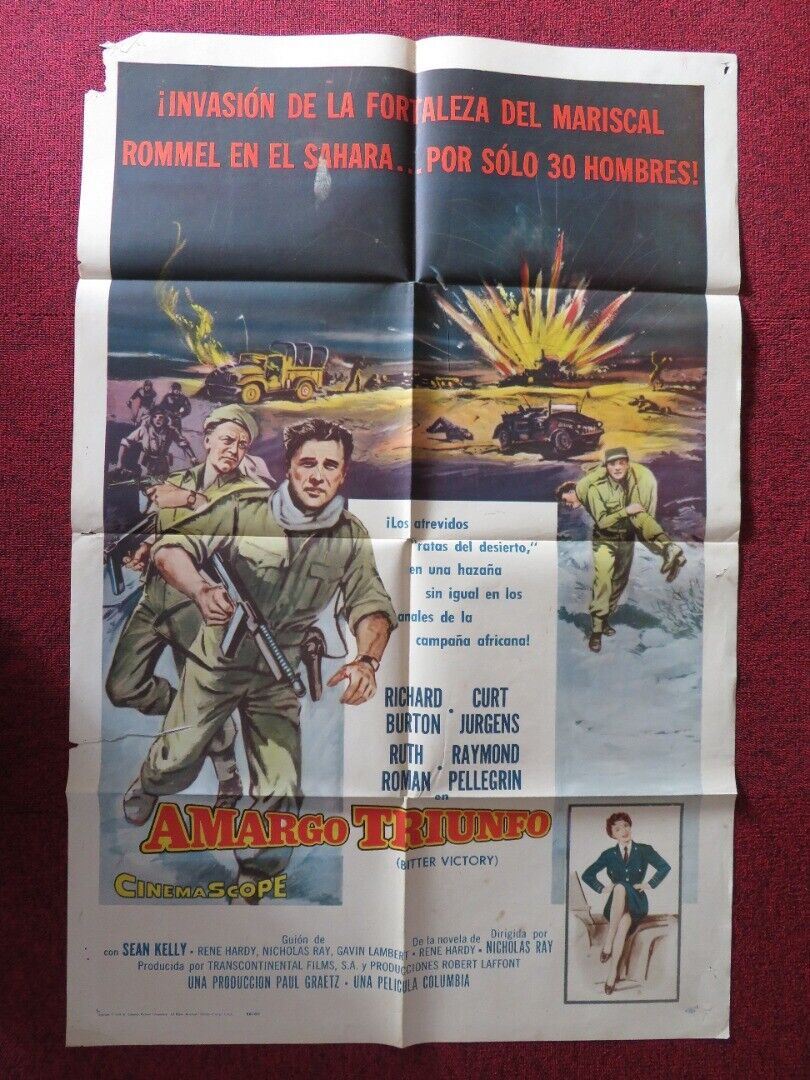 ¡INVASIÓN DE LA FORTALEZA DEL MARISCAL
ROMMEL EN EL SAHARA... POR SÓLO 30 HOMBRES!
¡Los atrevidos
"ratas del desierto,"
en una hazaña
sin igual en los
anales de la
campaña africana!
RICHARD BURTON · CURT JURGENS
RUTH ROMAN · RAYMOND PELLEGRIN
en
AMARGO TRIUNFO
(BITTER VICTORY)
CINEMASCOPE
con SEAN KELLY · Guión de RENE HARDY, NICHOLAS RAY, GAVIN LAMBERT · De la novela de RENE HARDY · Dirigida por NICHOLAS RAY
Producida por TRANSCONTINENTAL FILMS, S.A. y PRODUCCIONES ROBERT LAFFONT
UNA PRODUCCION PAUL GRAETZ · UNA PELICULA COLUMBIA